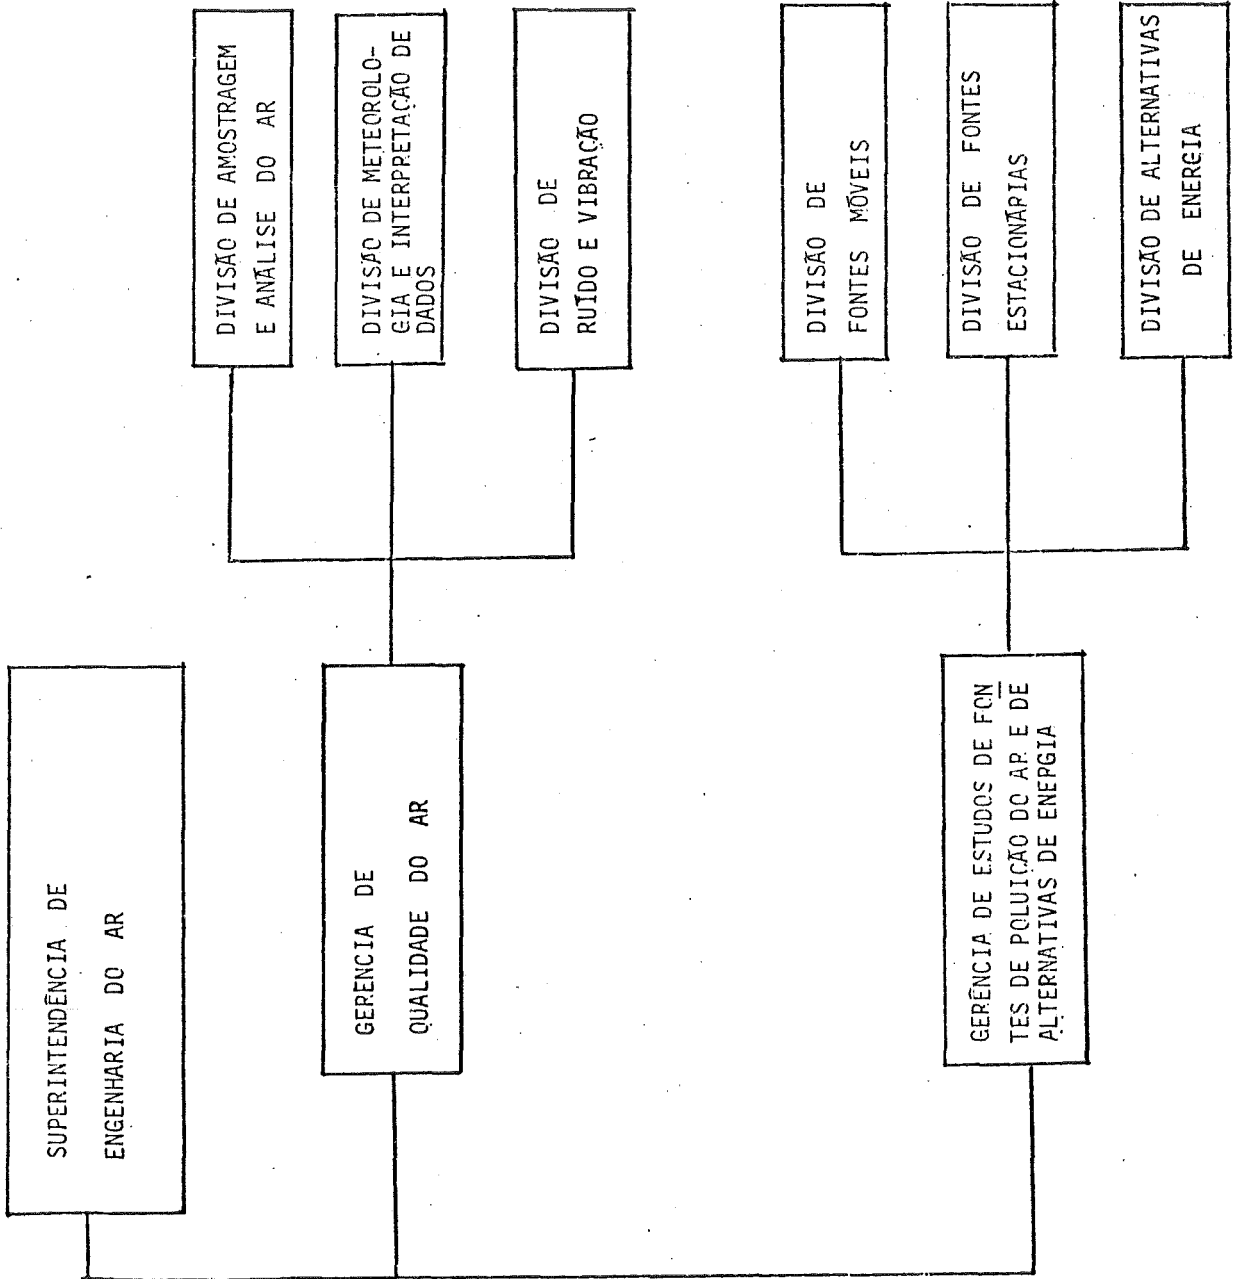 SUPERINTENDÊNCIA DE
ENGENHARIA DO AR
GERÊNCIA DE
QUALIDADE DO AR
DIVISÃO DE AMOSTRAGEM
E ANÁLISE DO AR
DIVISÃO DE METEOROLO-
GIA E INTERPRETAÇÃO DE
DADOS
DIVISÃO DE
RUÍDO E VIBRAÇÃO
GERÊNCIA DE ESTUDOS DE FON
TES DE POLUIÇÃO DO AR E DE
ALTERNATIVAS DE ENERGIA
DIVISÃO DE
FONTES MÓVEIS
DIVISÃO DE FONTES
ESTACIONÁRIAS
DIVISÃO DE ALTERNATIVAS
DE ENERGIA